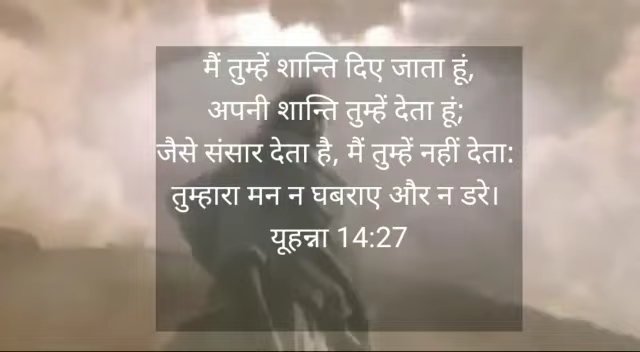 मैं तुम्हें शान्ति दिए जाता हूं,
अपनी शान्ति तुम्हें देता हूं;
जैसे संसार देता है, मैं तुम्हें नहीं देता:
तुम्हारा मन न घबराए और न डरे।
यूहन्ना 14:27